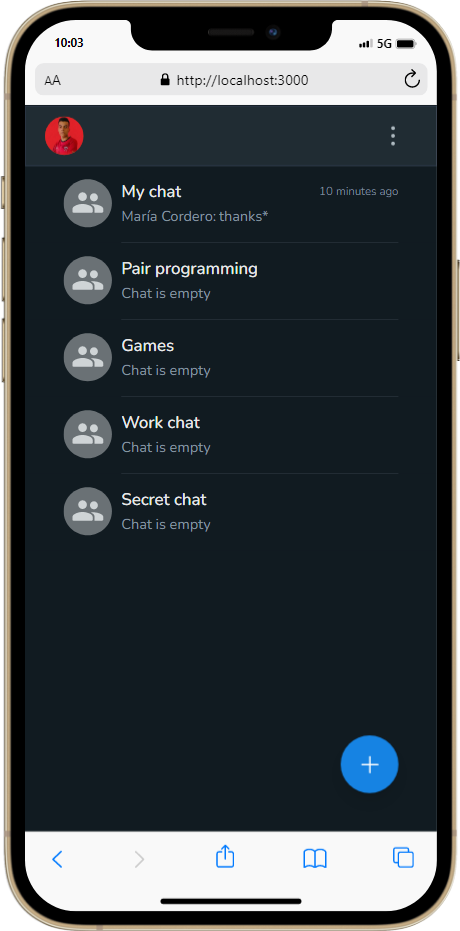 10:03
5G
AA
http://localhost:3000
My chat
10 minutes ago
María Cordero: thanks*
Pair programming
Chat is empty
Games
Chat is empty
Work chat
Chat is empty
Secret chat
Chat is empty